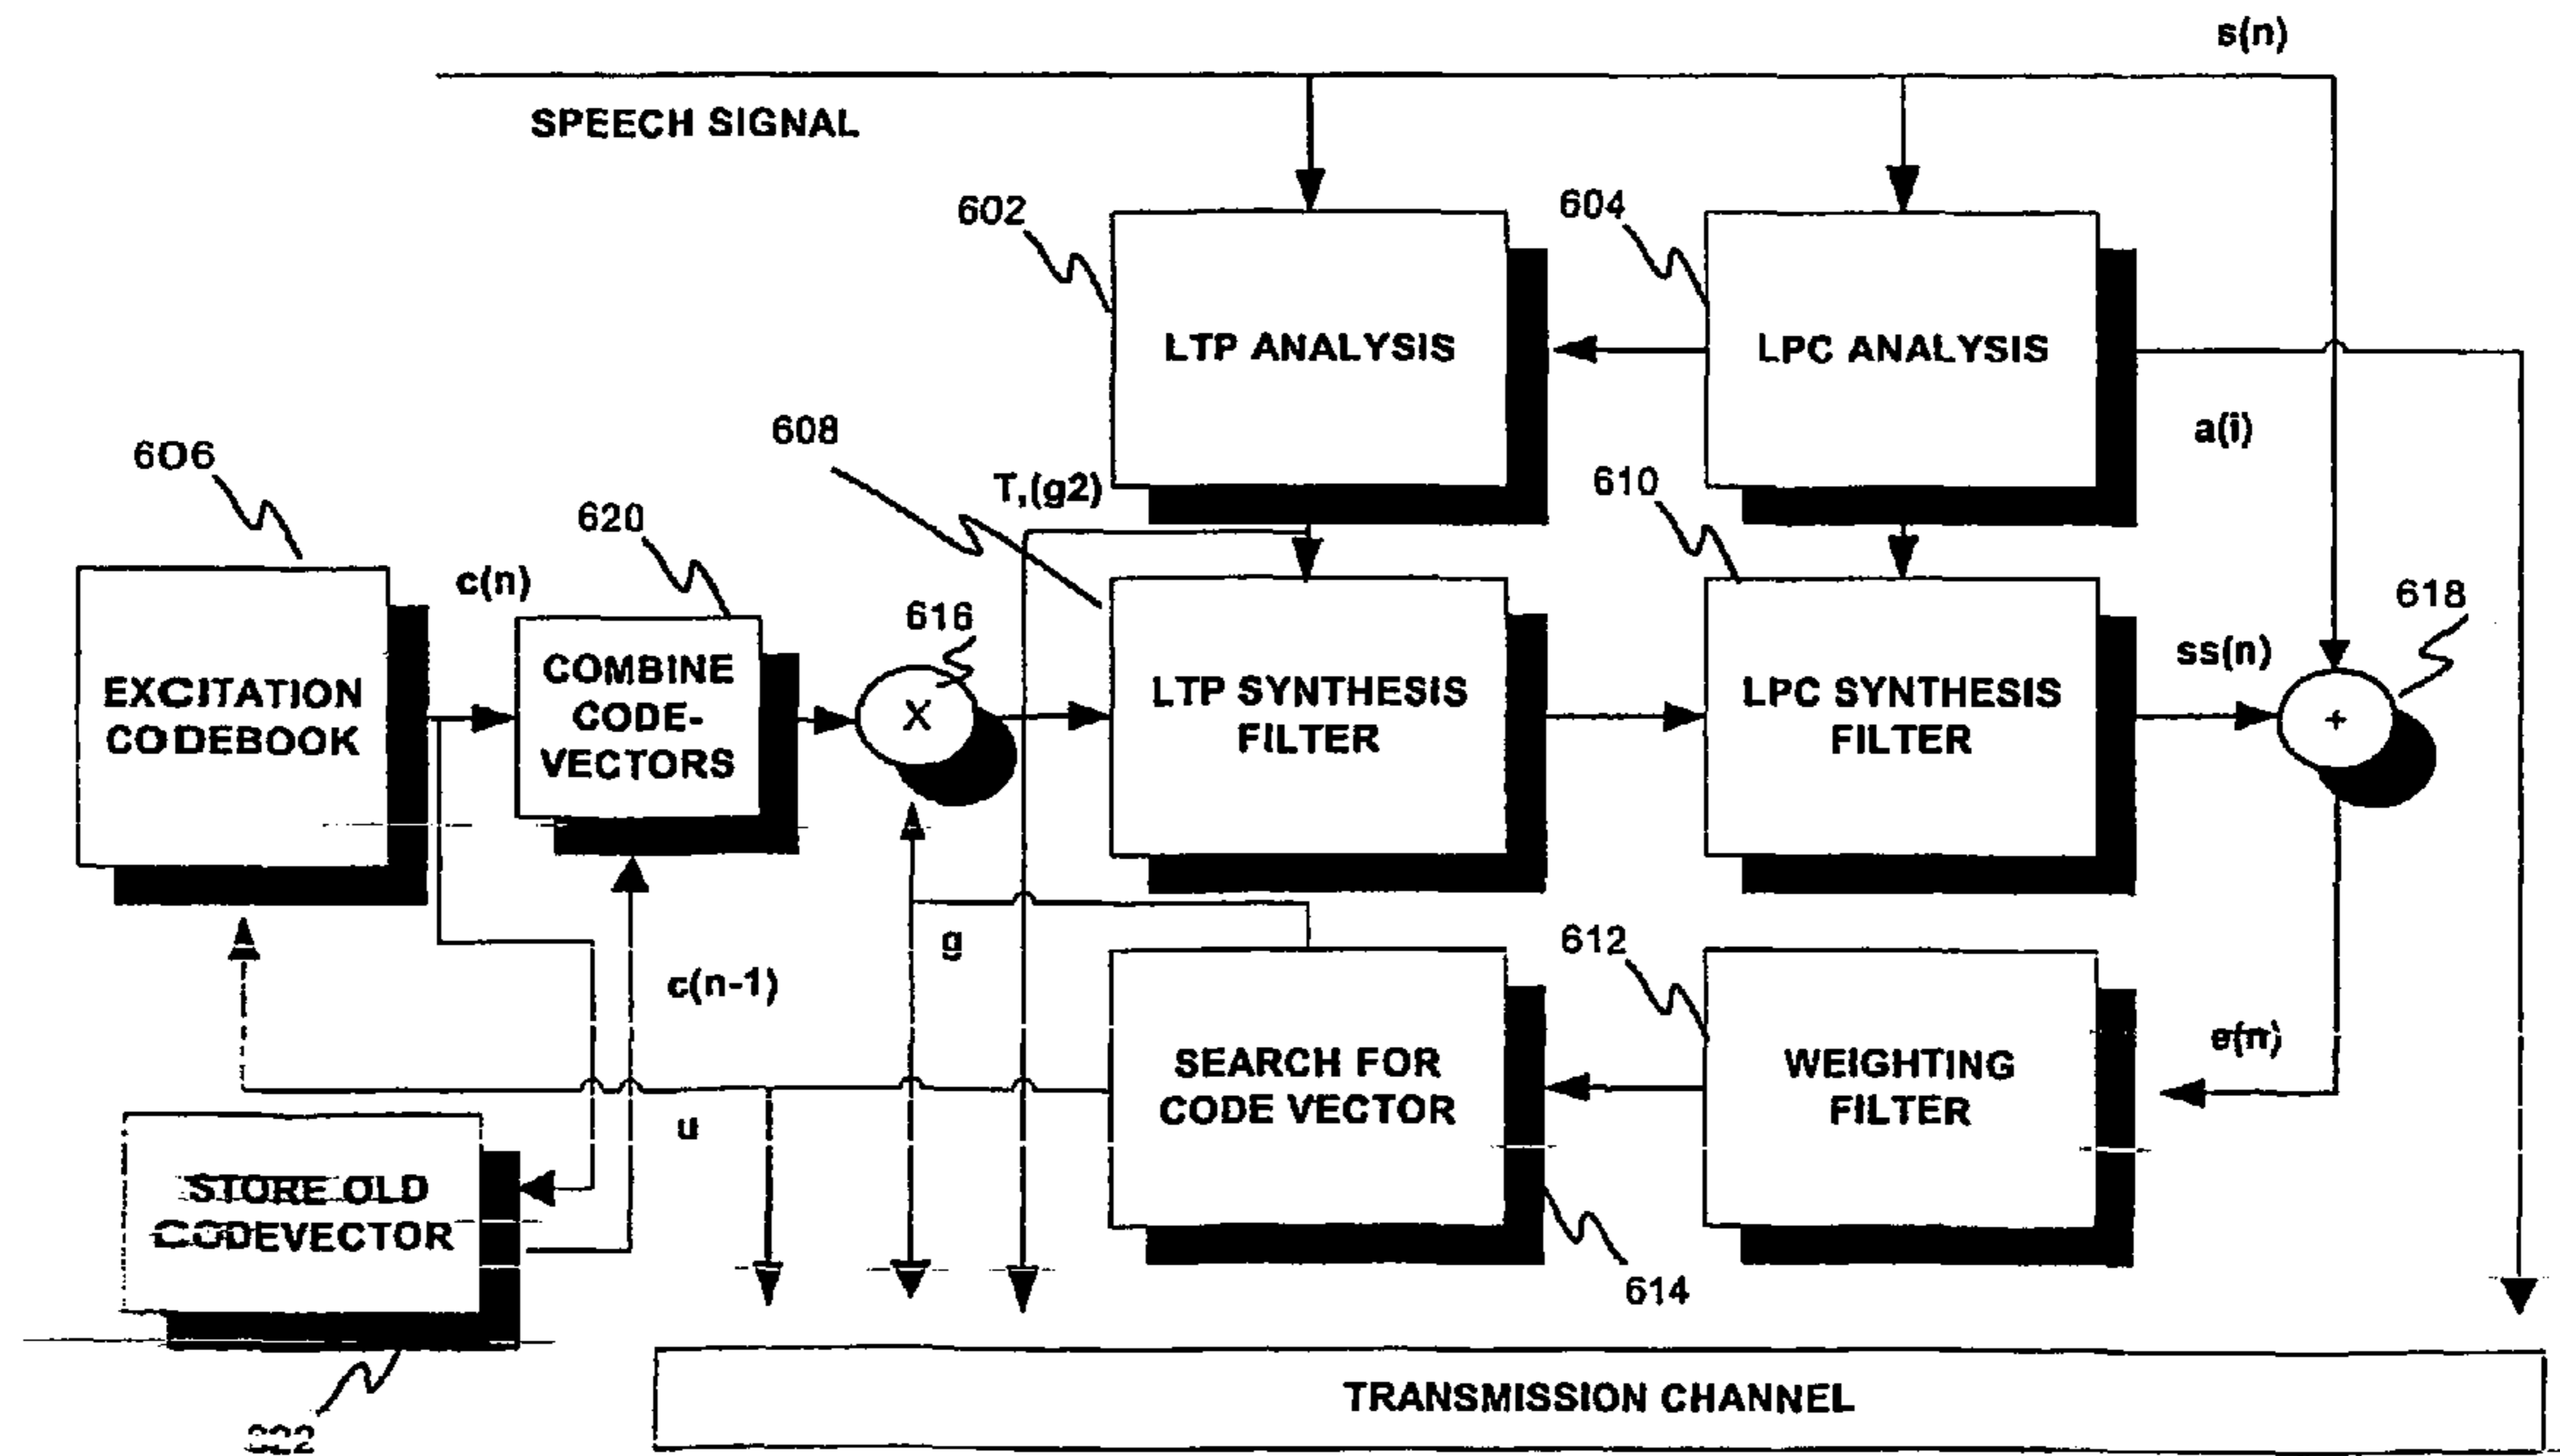 s(n)
SPEECH SIGNAL
602
604
LTP ANALYSIS
LPC ANALYSIS
a(i)
606
608
T,(g2)
610
620
c(n)
616
618
ss(n)
EXCITATION
CODEBOOK
COMBINE
CODE-
VECTORS
X
LTP SYNTHESIS
FILTER
LPC SYNTHESIS
FILTER
+
g
612
c(n-1)
e(n)
SEARCH FOR
CODE VECTOR
WEIGHTING
FILTER
u
STORE OLD
CODEVECTOR
614
622
TRANSMISSION CHANNEL